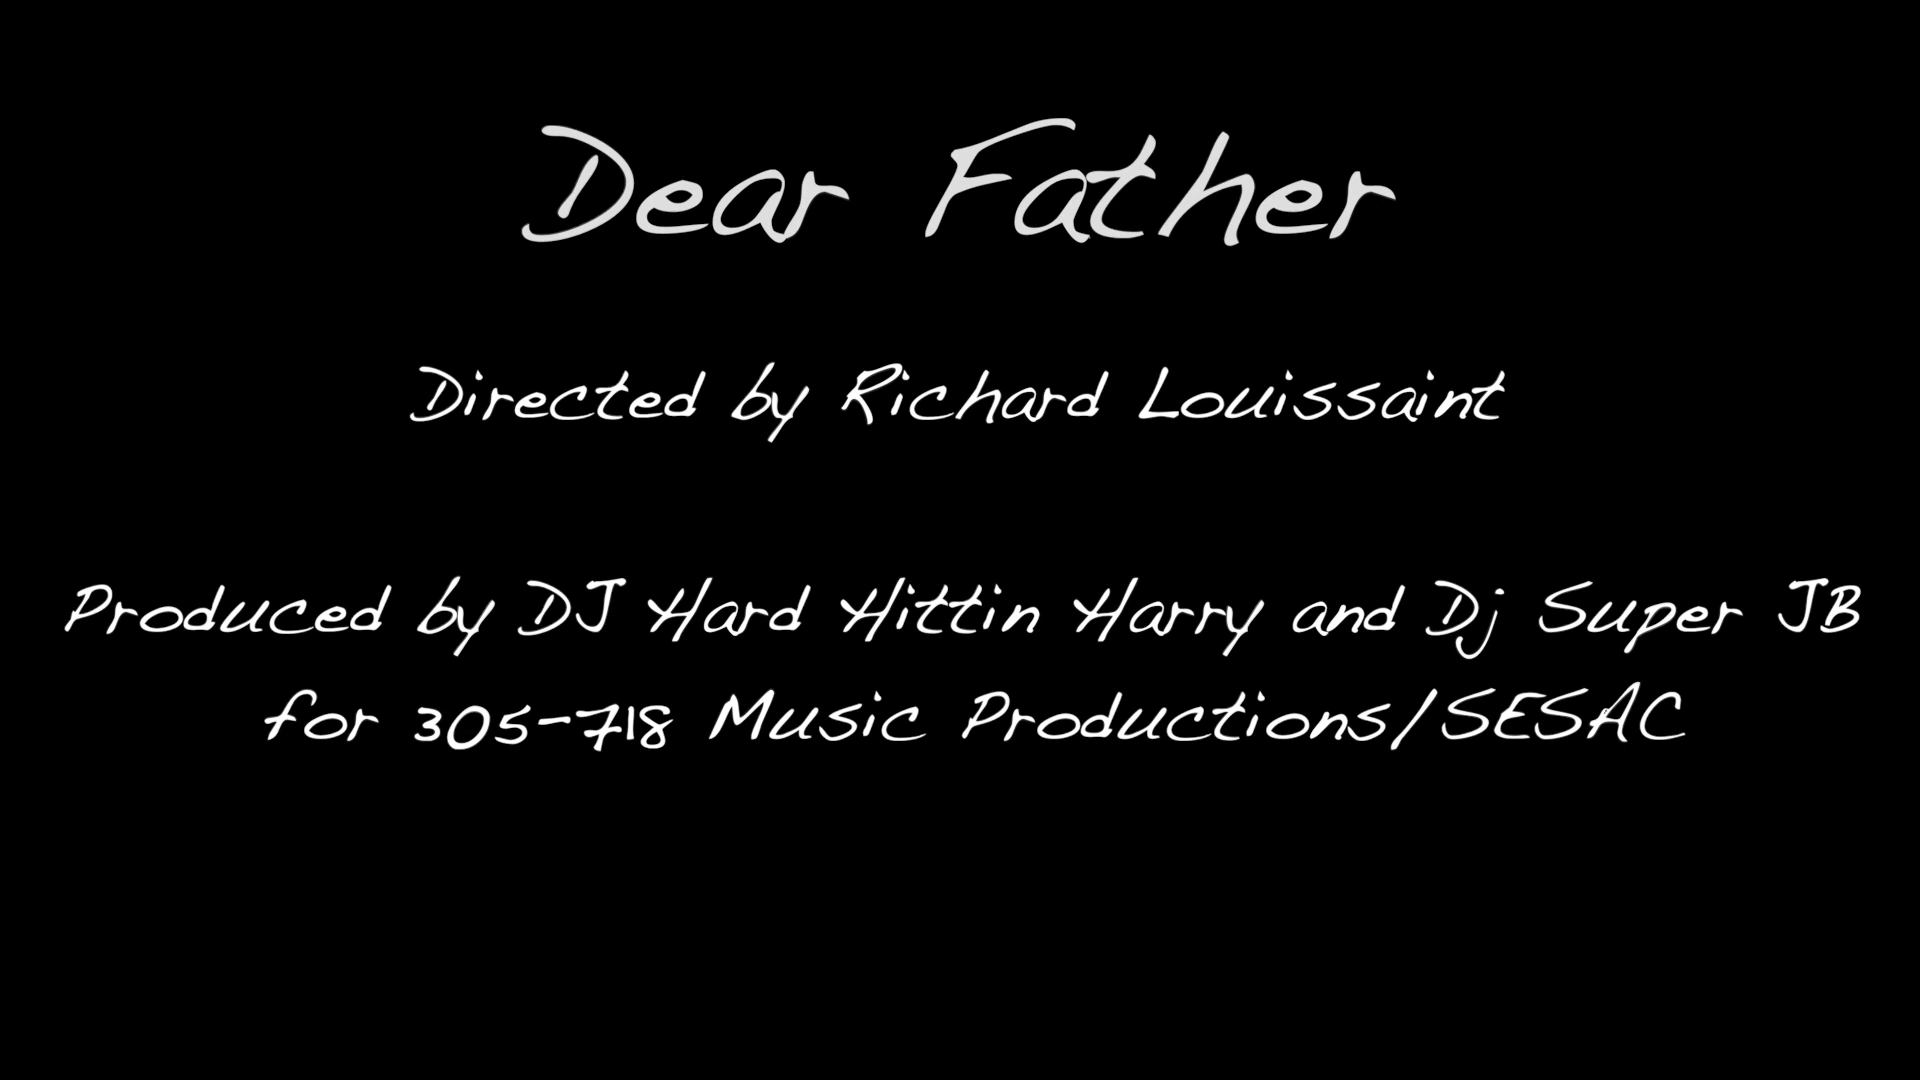 Dear Father
Directed by Richard Louissaint
Produced by DJ Hard Hittin Harry and Dj Super JB
for 305-718 Music Productions/SESAC